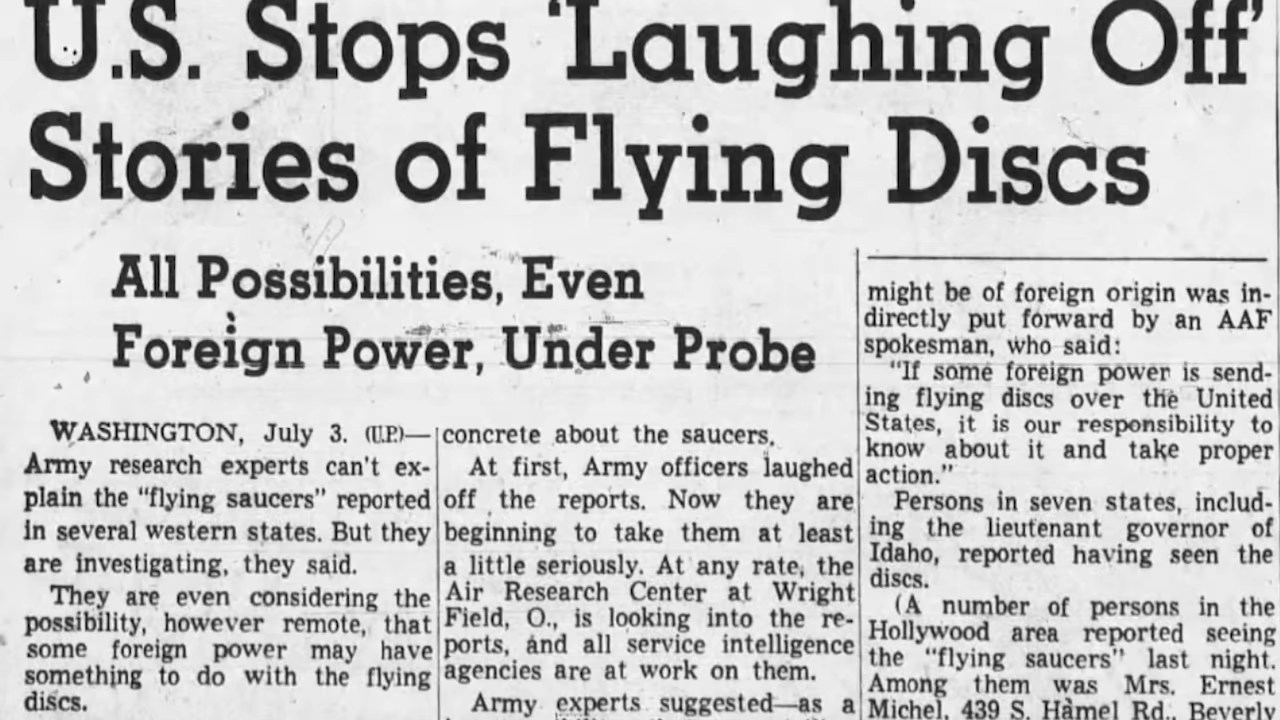 U.S. Stops 'Laughing Off'
Stories of Flying Discs
All Possibilities, Even
Foreign Power, Under Probe
WASHINGTON, July 3. (U.P.)—
Army research experts can't ex-
plain the "flying saucers" reported
in several western states. But they
are investigating, they said.
They are even considering the
possibility, however remote, that
some foreign power may have
something to do with the flying
discs.
concrete about the saucers.
At first, Army officers laughed
off the reports. Now they are
beginning to take them at least
a little seriously. At any rate, the
Air Research Center at Wright
Field, O., is looking into the re-
ports, and all service intelligence
agencies are at work on them.
Army experts suggested—as a
might be of foreign origin was in-
directly put forward by an AAF
spokesman, who said:
"If some foreign power is send-
ing flying discs over the United
States, it is our responsibility to
know about it and take proper
action."
Persons in seven states, includ-
ing the lieutenant governor of
Idaho, reported having seen the
discs.
(A number of persons in the
Hollywood area reported seeing
the "flying saucers" last night.
Among them was Mrs. Ernest
Michel, 439 S. Hamel Rd., Beverly